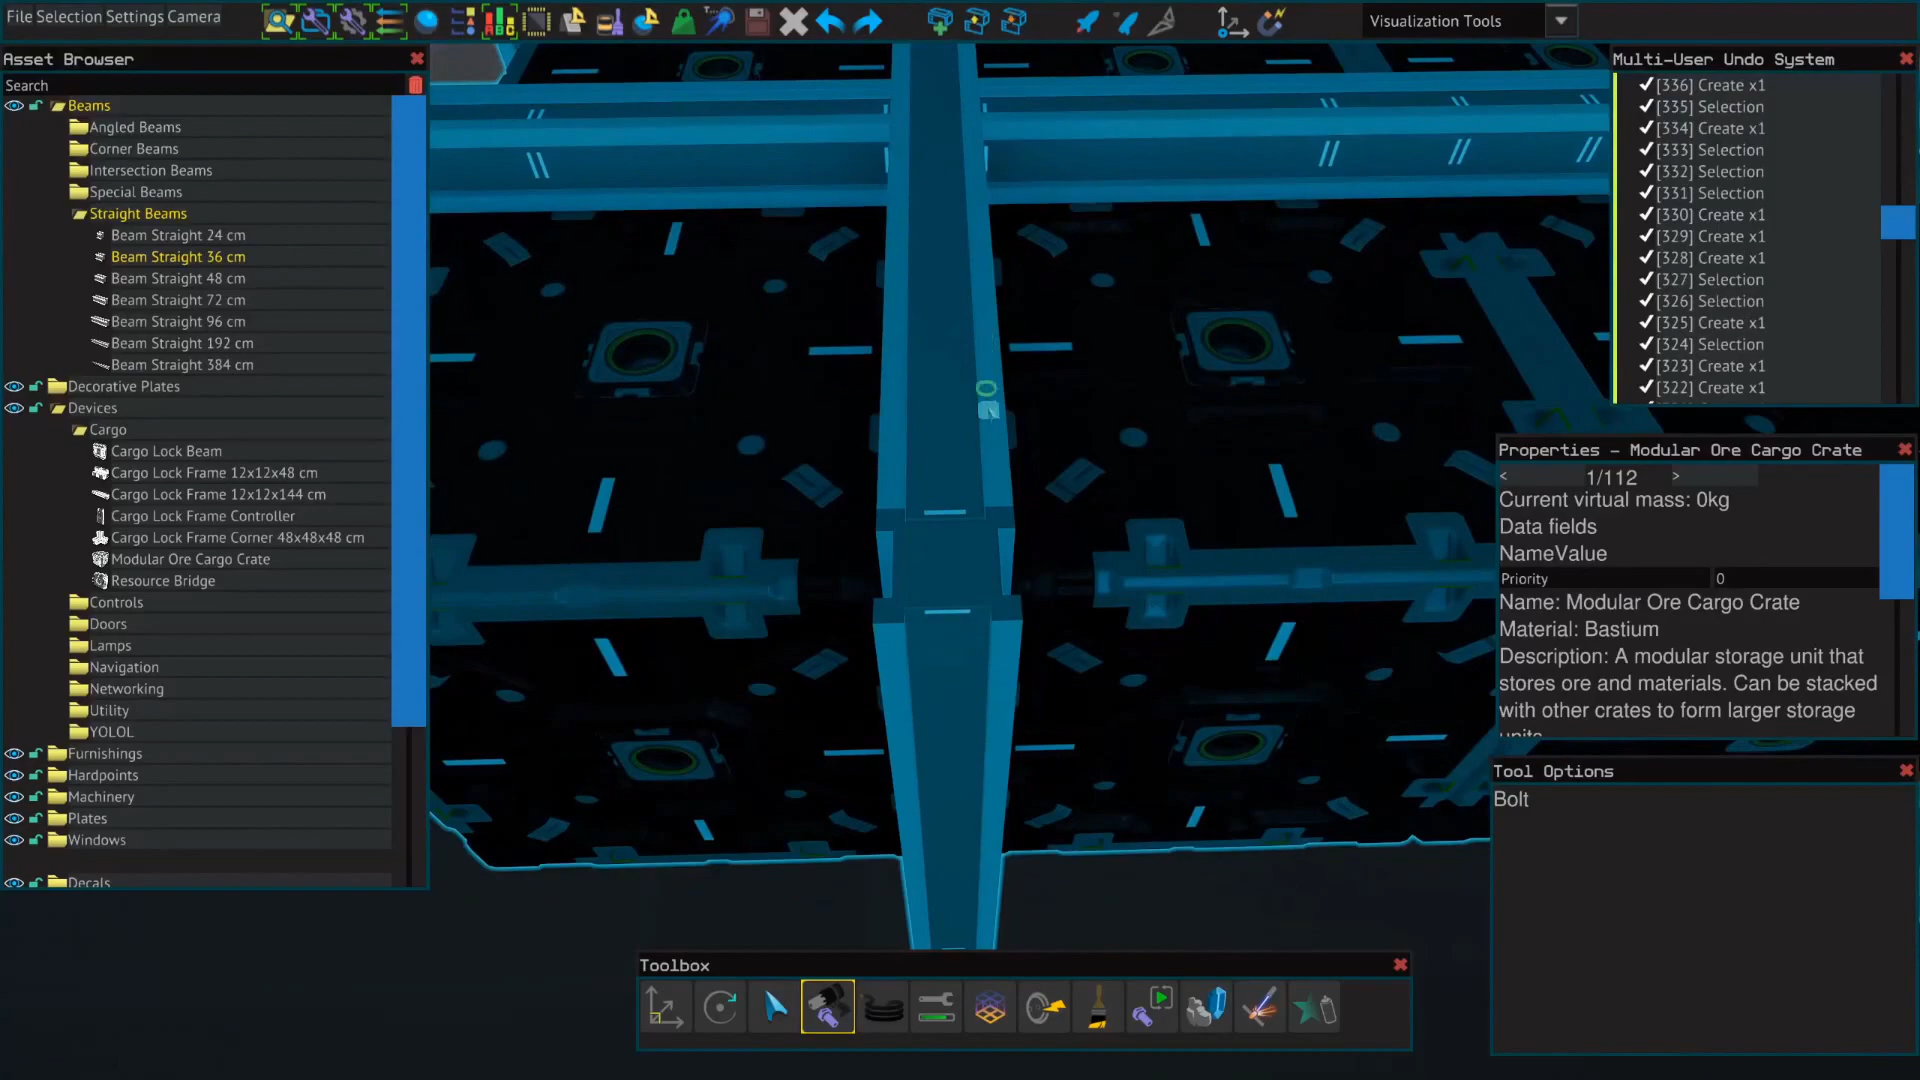 File Selection Settings Camera
Visualization Tools
Asset Browser
Search
Beams
Angled Beams
Corner Beams
Intersection Beams
Special Beams
Straight Beams
Beam Straight 24 cm
Beam Straight 36 cm
Beam Straight 48 cm
Beam Straight 72 cm
Beam Straight 96 cm
Beam Straight 192 cm
Beam Straight 384 cm
Decorative Plates
Devices
Cargo
Cargo Lock Beam
Cargo Lock Frame 12x12x48 cm
Cargo Lock Frame 12x12x144 cm
Cargo Lock Frame Controller
Cargo Lock Frame Corner 48x48x48 cm
Modular Ore Cargo Crate
Resource Bridge
Controls
Doors
Lamps
Navigation
Networking
Utility
YOLOL
Furnishings
Hardpoints
Machinery
Plates
Windows
Decals
Multi-User Undo System
[336] Create x1
[335] Selection
[334] Create x1
[333] Selection
[332] Selection
[331] Selection
[330] Create x1
[329] Create x1
[328] Create x1
[327] Selection
[326] Selection
[325] Create x1
[324] Selection
[323] Create x1
[322] Create x1
Properties - Modular Ore Cargo Crate
< 1/112 >
Current virtual mass: 0kg
Data fields
NameValue
Priority 0
Name: Modular Ore Cargo Crate
Material: Bastium
Description: A modular storage unit that
stores ore and materials. Can be stacked
with other crates to form larger storage
units.
Tool Options
Bolt
Toolbox